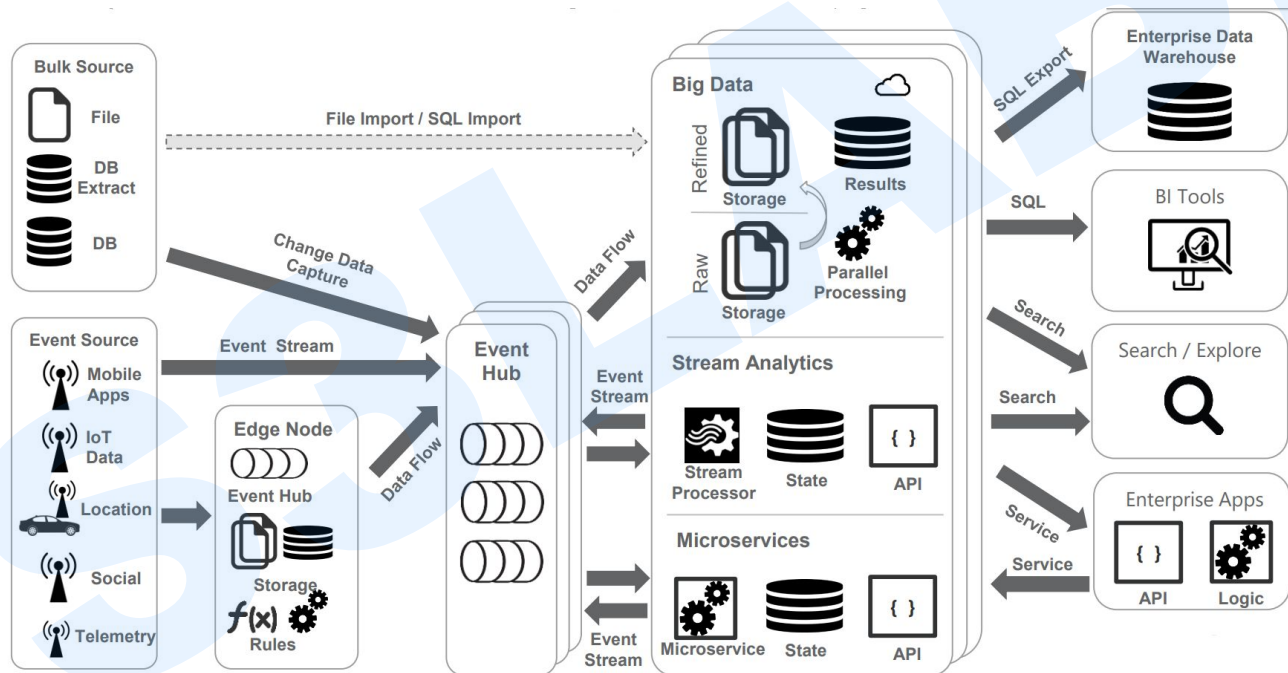 Bulk Source
File
DB
Extract
DB
File Import / SQL Import
Change Data
Capture
Event Source
Mobile
Apps
IoT
Data
Location
Social
Telemetry
Event Stream
Edge Node
Event Hub
Storage
f(x)
Rules
Data Flow
Event
Hub
Data Flow
Event
Stream
Event
Stream
Big Data
Refined
Storage
Results
Raw
Storage
Parallel
Processing
Stream Analytics
Stream
Processor
State
{ }
API
Microservices
Microservice
State
{ }
API
SQL Export
Enterprise Data
Warehouse
SQL
BI Tools
Search
Search
Search / Explore
Service
Service
Enterprise Apps
{ }
API
Logic
S3LAB